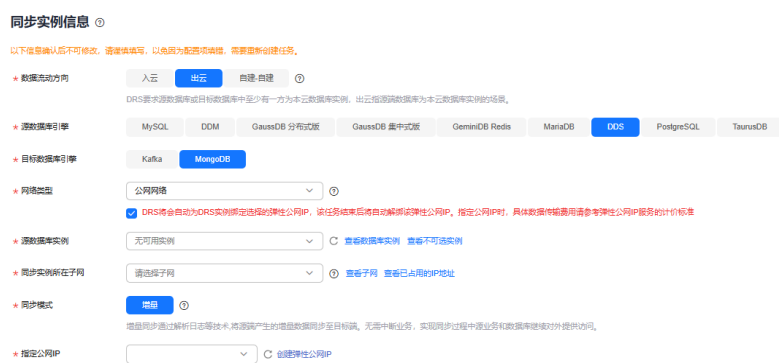 同步实例信息
以下信息确认后不可修改，请谨慎填写，以免因为配置项填错，需要重新创建任务。
* 数据流动方向 入云 出云 自建-自建
DRS要求源数据库或目标数据库中至少有一方为本云数据库实例，出云指源端数据库为本云数据库实例的场景。
* 源数据库引擎 MySQL DDM GaussDB 分布式版 GaussDB 集中式版 GeminiDB Redis MariaDB DDS PostgreSQL TaurusDB
* 目标数据库引擎 Kafka MongoDB
* 网络类型 公网网络
DRS将会自动为DRS实例绑定选择的弹性公网IP，该任务结束后将自动解绑该弹性公网IP。指定公网IP时，具体数据传输费用请参考弹性公网IP服务的计价标准
* 源数据库实例 无可用实例 查看数据库实例 查看不可选实例
* 同步实例所在子网 请选择子网 查看子网 查看已占用的IP地址
* 同步模式 增量
增量同步通过解析日志等技术,将源端产生的增量数据同步至目标端。无需中断业务，实现同步过程中源业务和数据库继续对外提供访问。
* 指定公网IP 创建弹性公网IP